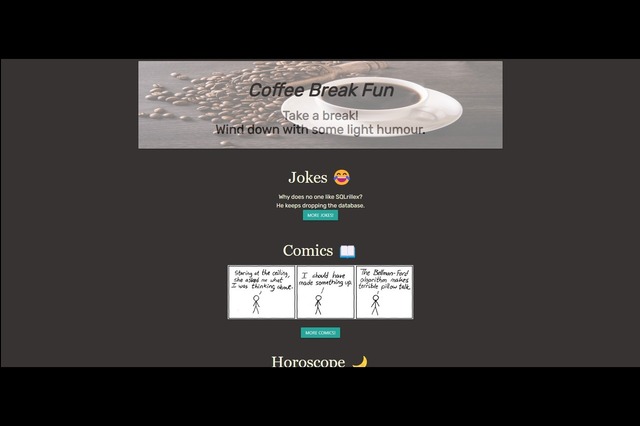 Coffee Break Fun
Take a break!
Wind down with some light humour.
Jokes 😂
Why does no one like SQLrillex?
He keeps dropping the database.
MORE JOKES!
Comics 📖
Staring at the ceiling,
she asked me what
I was thinking about.
I should have
made something up.
The Bellman-Ford
algorithm makes
terrible pillow talk.
MORE COMICS!
Horoscope 🌙